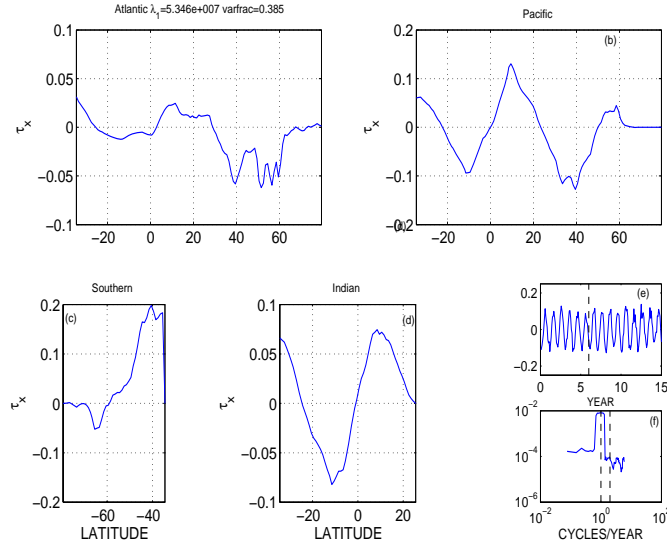 Atlantic λ1=5.346e+007 varfrac=0.385
Pacific
0.1
0.05
0
−0.05
−0.1
τx
−20 0 20 40 60
(b)
0.2
0.1
0
−0.1
−0.2
τx
−20 0 20 40 60
Southern
(c)
0.2
0.1
0
−0.1
−0.2
τx
−60 −40
LATITUDE
Indian
(d)
0.1
0.05
0
−0.05
−0.1
τx
−20 0 20
LATITUDE
(e)
0.2
0
−0.2
0 5 10 15
YEAR
(f)
10−2
10−4
10−6
10−2 100 102
CYCLES/YEAR